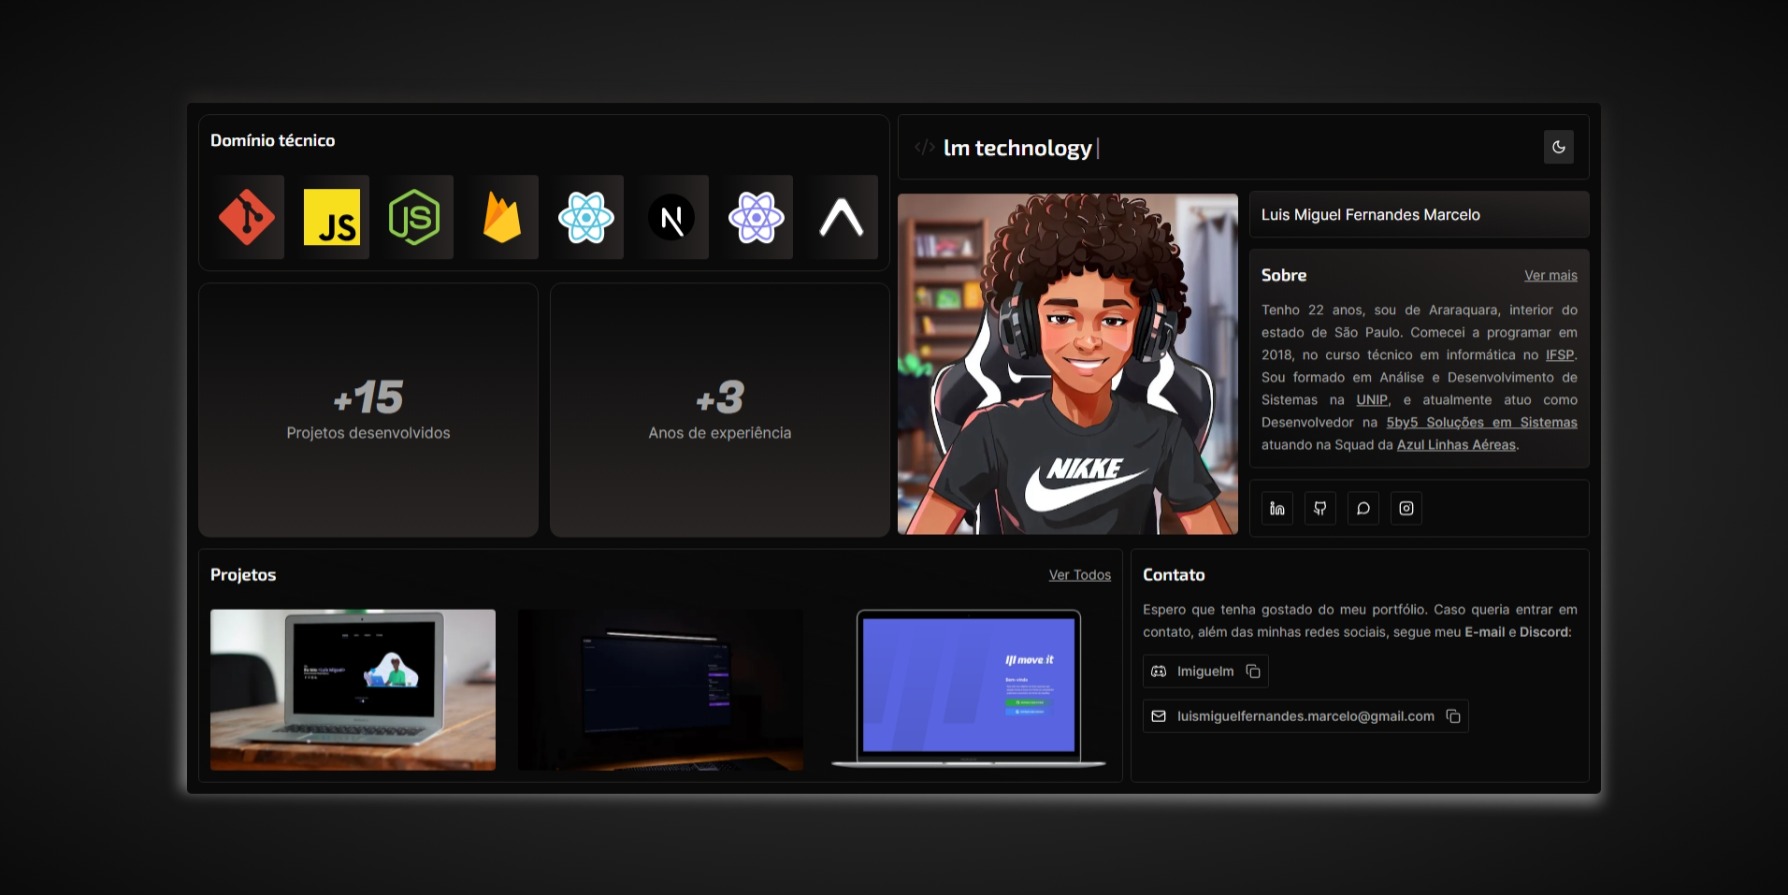 Domínio técnico
JS
JS
N
</> lm technology
Luis Miguel Fernandes Marcelo
Sobre
Ver mais
Tenho 22 anos, sou de Araraquara, interior do
estado de São Paulo. Comecei a programar em
2018, no curso técnico em informática no IFSP.
Sou formado em Análise e Desenvolvimento de
Sistemas na UNIP, e atualmente atuo como
Desenvolvedor na 5by5 Soluções em Sistemas
atuando na Squad da Azul Linhas Aéreas.
NIKKE
in
+15
Projetos desenvolvidos
+3
Anos de experiência
Projetos
Ver Todos
move it
Contato
Espero que tenha gostado do meu portfólio. Caso queria entrar em
contato, além das minhas redes sociais, segue meu E-mail e Discord:
lmiguelm
luismiguelfernandes.marcelo@gmail.com